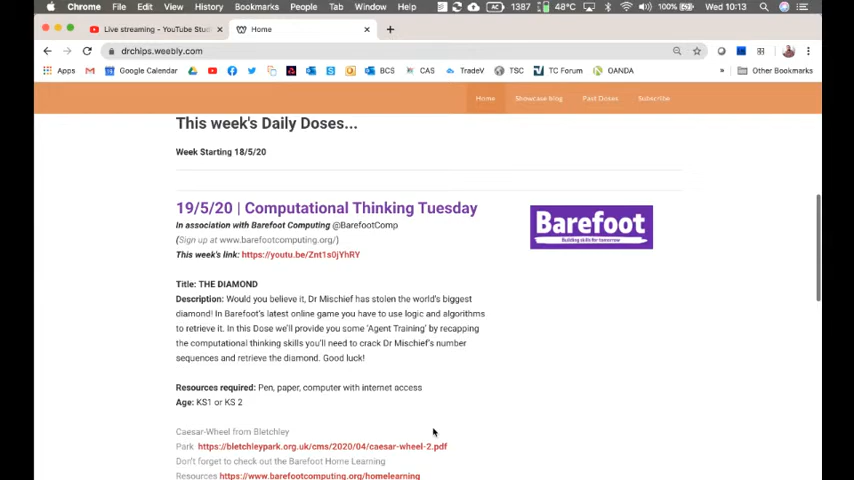 Chrome File Edit View History Bookmarks People Tab Window Help 1387 48°C 100% Wed 10:13
Live streaming - YouTube Stud
Home
drchips.weebly.com
Apps Google Calendar BCS CAS TradeV TSC TC Forum OANDA Other Bookmarks
Home Showcase blog Past Doses Subscribe
This week's Daily Doses...
Week Starting 18/5/20
19/5/20 | Computational Thinking Tuesday
In association with Barefoot Computing @BarefootComp
(Sign up at www.barefootcomputing.org/)
This week's link: https://youtu.be/Znt1s0jYhRY
Barefoot
Building skills for tomorrow
Title: THE DIAMOND
Description: Would you believe it, Dr Mischief has stolen the world's biggest
diamond! In Barefoot's latest online game you have to use logic and algorithms
to retrieve it. In this Dose we'll provide you some 'Agent Training' by recapping
the computational thinking skills you'll need to crack Dr Mischief's number
sequences and retrieve the diamond. Good luck!
Resources required: Pen, paper, computer with internet access
Age: KS1 or KS 2
Caesar-Wheel from Bletchley
Park https://bletchleypark.org.uk/cms/2020/04/caesar-wheel-2.pdf
Don't forget to check out the Barefoot Home Learning
Resources https://www.barefootcomputing.org/homelearning